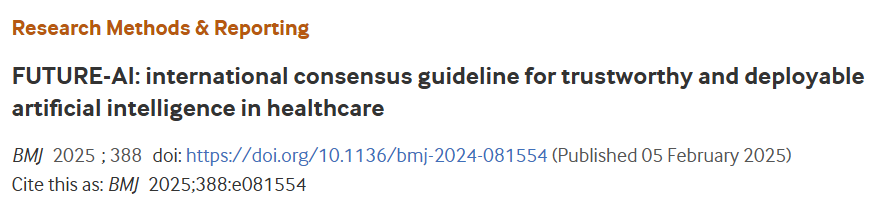 Research Methods & Reporting
FUTURE-AI: international consensus guideline for trustworthy and deployable
artificial intelligence in healthcare
BMJ 2025 ; 388 doi: https://doi.org/10.1136/bmj-2024-081554 (Published 05 February 2025)
Cite this as: BMJ 2025;388:e081554